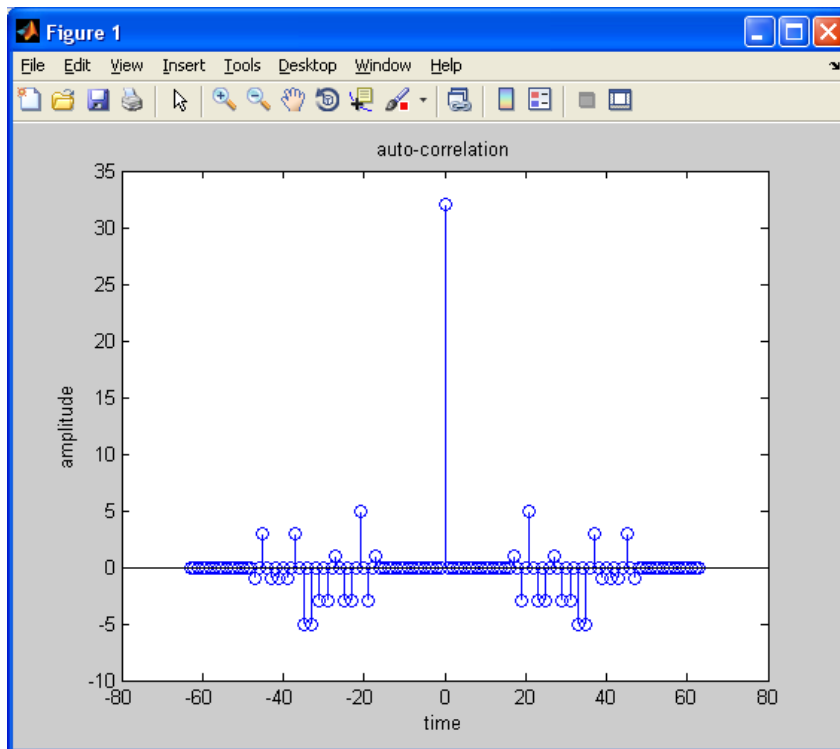 Figure 1
File Edit View Insert Tools Desktop Window Help
auto-correlation
35
30
25
20
15
10
5
0
-5
-10
amplitude
-80 -60 -40 -20 0 20 40 60 80
time